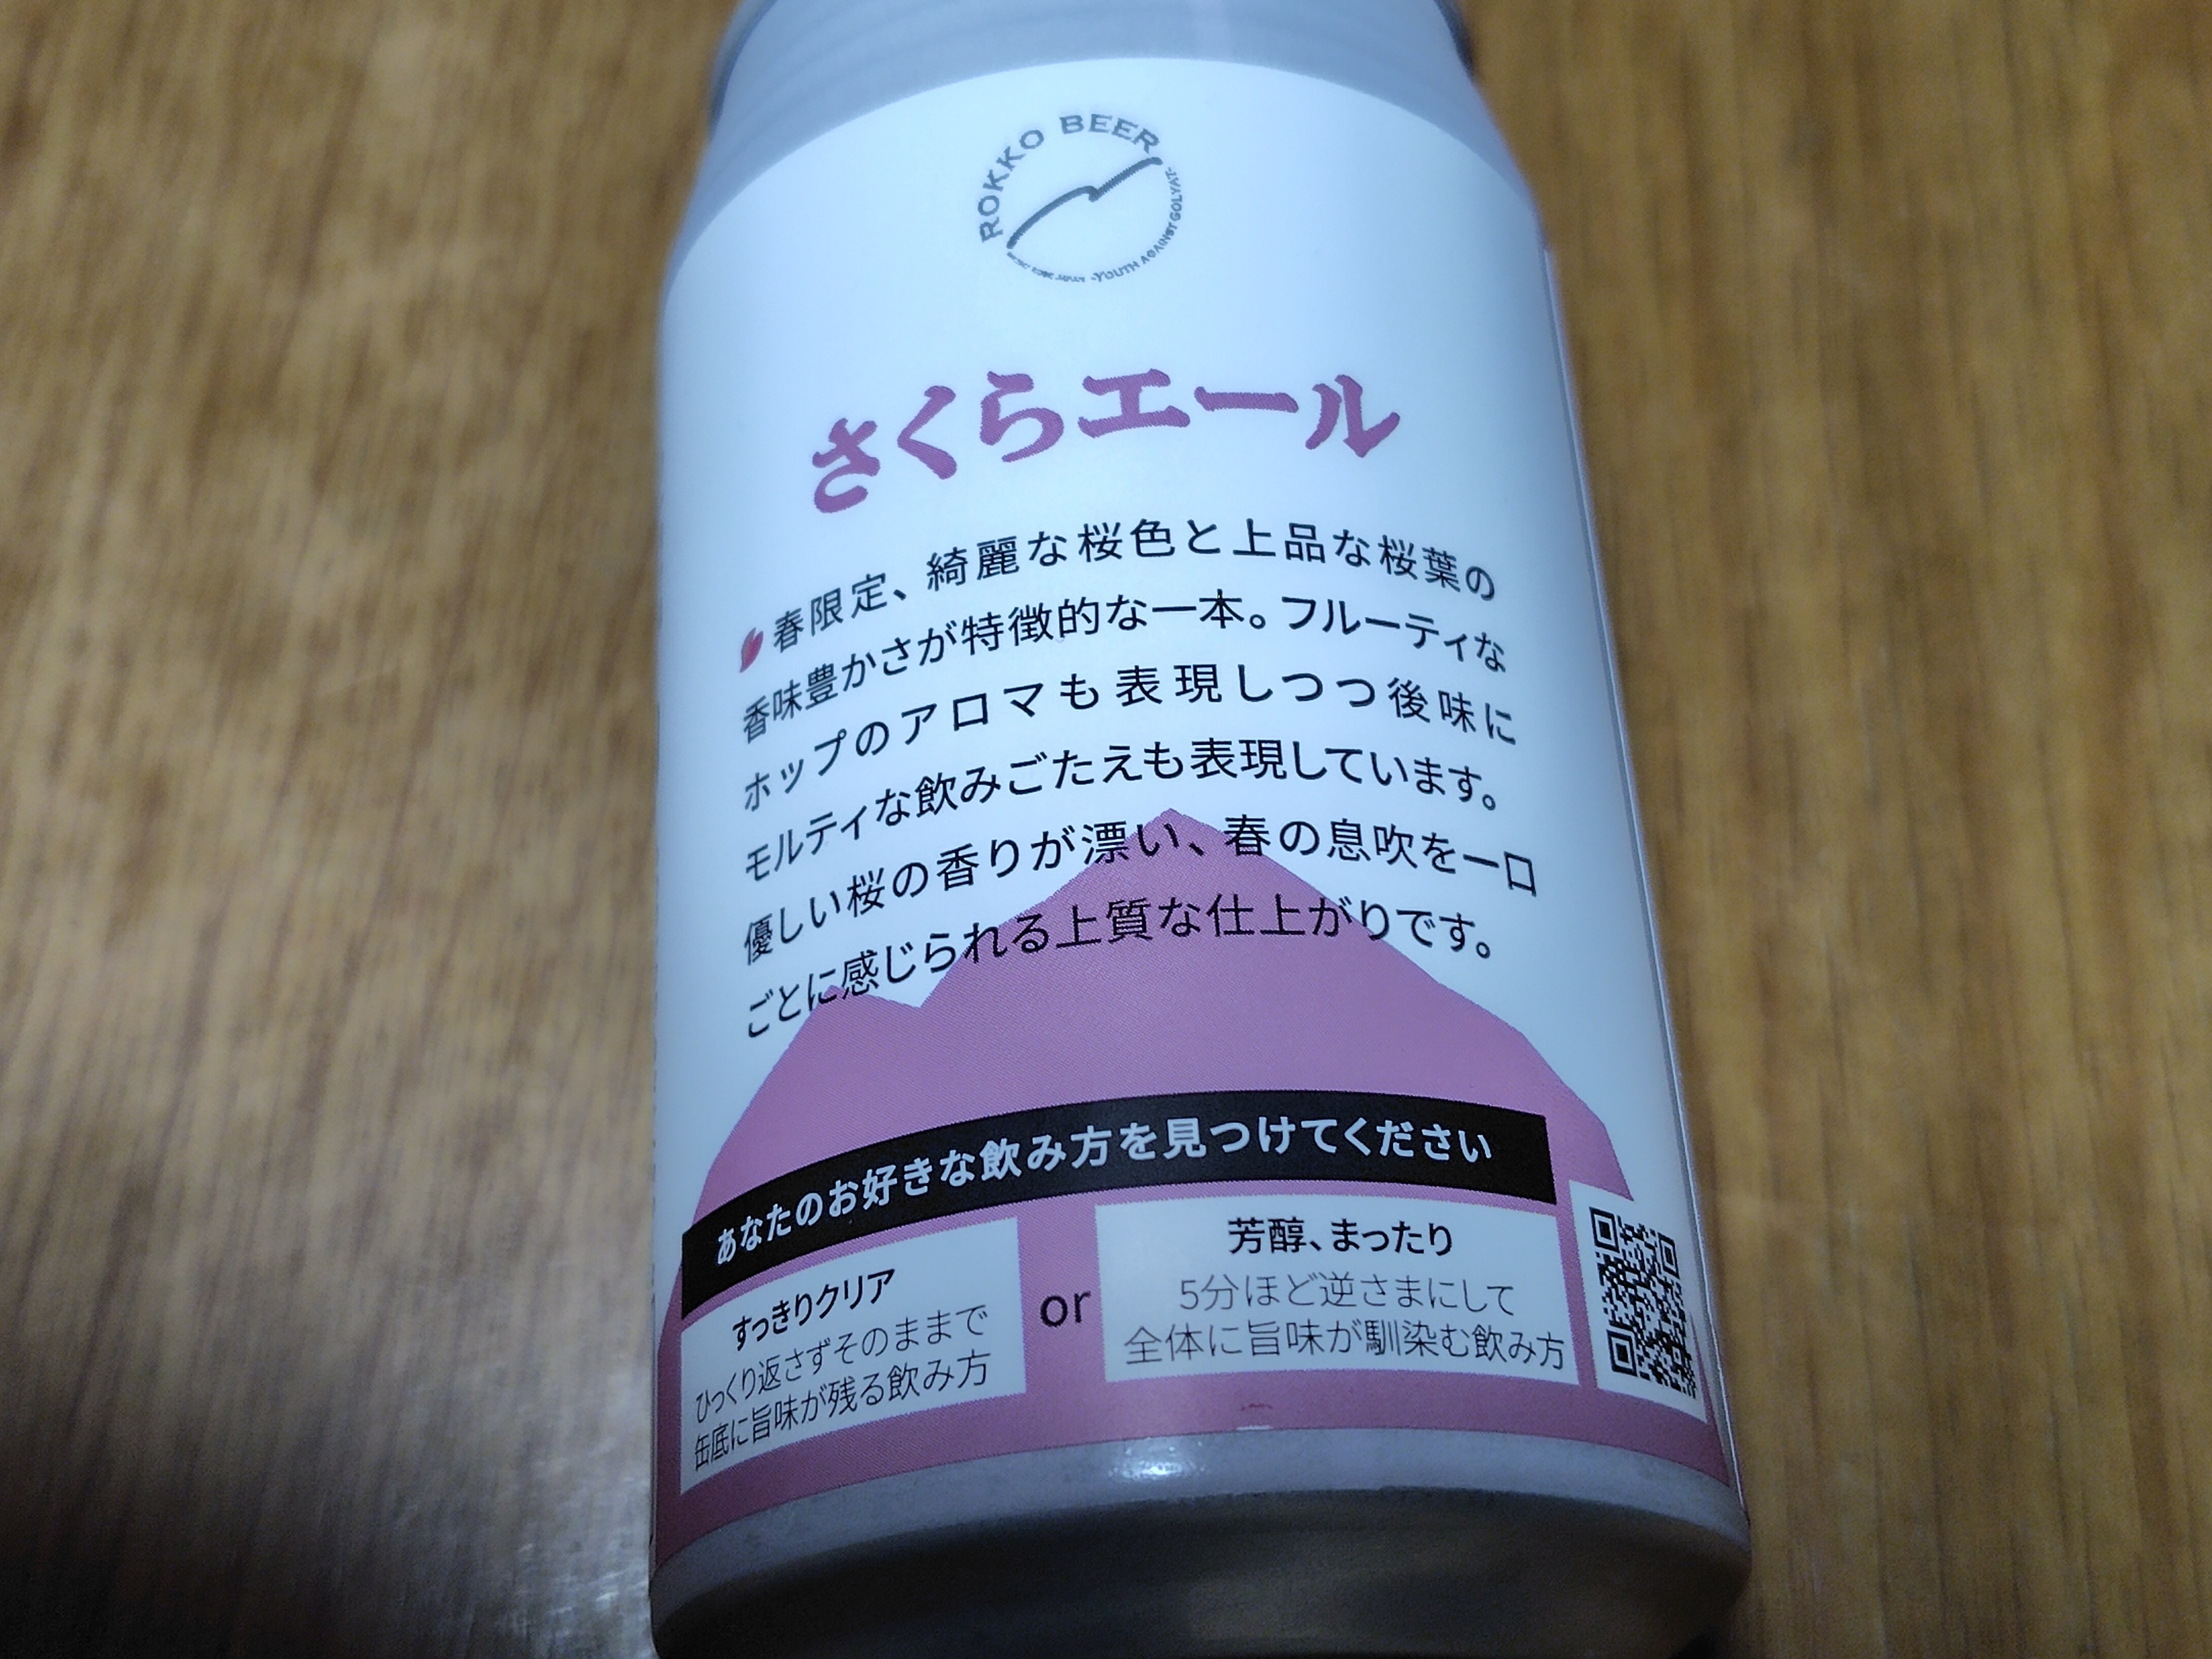 ROKKO BEER
-YOUTH AGAINST GOLYAT-
さくらエール
春限定、綺麗な桜色と上品な桜葉の
香味豊かさが特徴的な一本。フルーティな
ホップのアロマも表現しつつ後味に
モルティな飲みごたえも表現しています。
優しい桜の香りが漂い、春の息吹を一口
ごとに感じられる上質な仕上がりです。
あなたのお好きな飲み方を見つけてください
すっきりクリア
ひっくり返さずそのままで
缶底に旨味が残る飲み方
or
芳醇、まったり
5分ほど逆さまにして
全体に旨味が馴染む飲み方